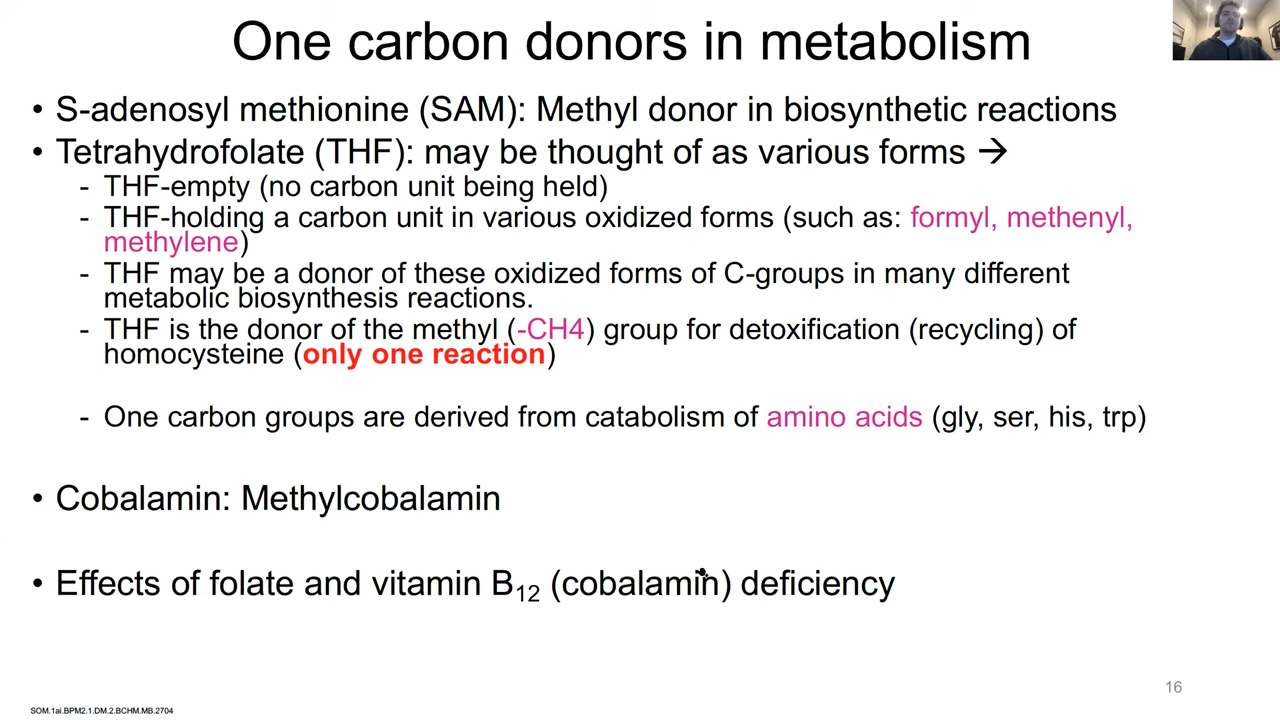 One carbon donors in metabolism
• S-adenosyl methionine (SAM): Methyl donor in biosynthetic reactions
• Tetrahydrofolate (THF): may be thought of as various forms →
- THF-empty (no carbon unit being held)
- THF-holding a carbon unit in various oxidized forms (such as: formyl, methenyl,
methylene)
- THF may be a donor of these oxidized forms of C-groups in many different
metabolic biosynthesis reactions.
- THF is the donor of the methyl (-CH4) group for detoxification (recycling) of
homocysteine (only one reaction)
- One carbon groups are derived from catabolism of amino acids (gly, ser, his, trp)
• Cobalamin: Methylcobalamin
• Effects of folate and vitamin B12 (cobalamin) deficiency
16
SOM.1aI.BPM2.1.DM.2.BCHM.MB.2704